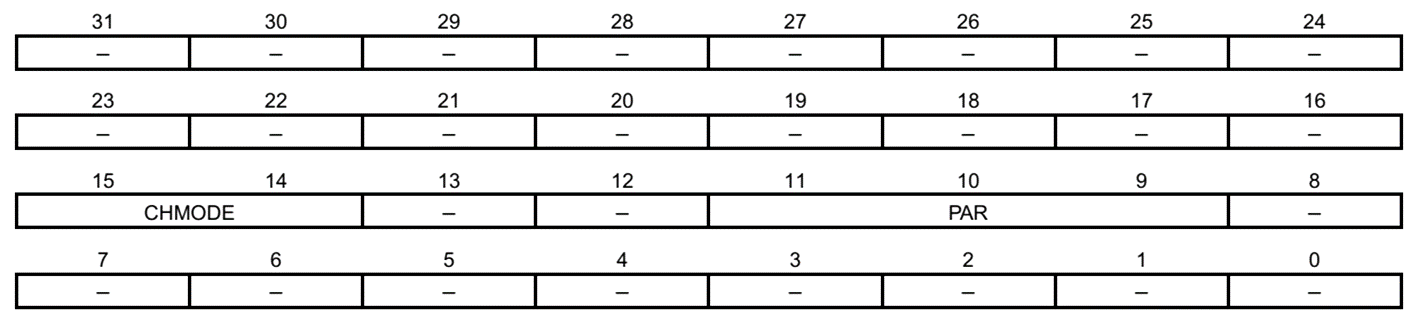 31 30 29 28 27 26 25 24
– – – – – – – –
23 22 21 20 19 18 17 16
– – – – – – – –
15 14 13 12 11 10 9 8
CHMODE – – PAR –
7 6 5 4 3 2 1 0
– – – – – – – –